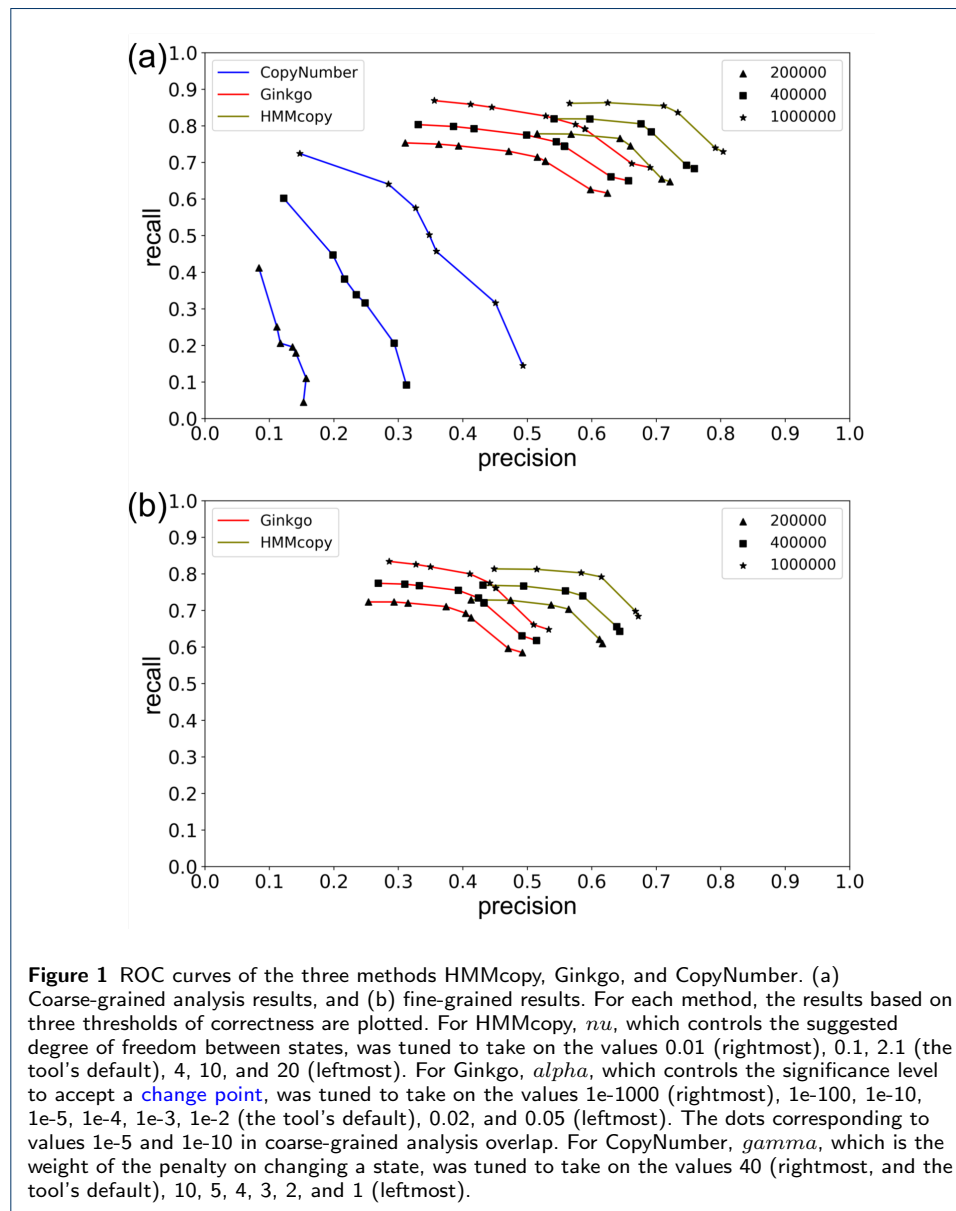 (a)
1.0
0.9
0.8
0.7
0.6
0.5
0.4
0.3
0.2
0.1
0.0
recall
CopyNumber
Ginkgo
HMMcopy
200000
400000
1000000
0.0 0.1 0.2 0.3 0.4 0.5 0.6 0.7 0.8 0.9 1.0
precision
(b)
1.0
0.9
0.8
0.7
0.6
0.5
0.4
0.3
0.2
0.1
0.0
recall
Ginkgo
HMMcopy
200000
400000
1000000
0.0 0.1 0.2 0.3 0.4 0.5 0.6 0.7 0.8 0.9 1.0
precision
Figure 1 ROC curves of the three methods HMMcopy, Ginkgo, and CopyNumber. (a)
Coarse-grained analysis results, and (b) fine-grained results. For each method, the results based on
three thresholds of correctness are plotted. For HMMcopy, nu, which controls the suggested
degree of freedom between states, was tuned to take on the values 0.01 (rightmost), 0.1, 2.1 (the
tool's default), 4, 10, and 20 (leftmost). For Ginkgo, alpha, which controls the significance level
to accept a change point, was tuned to take on the values 1e-1000 (rightmost), 1e-100, 1e-10,
1e-5, 1e-4, 1e-3, 1e-2 (the tool's default), 0.02, and 0.05 (leftmost). The dots corresponding to
values 1e-5 and 1e-10 in coarse-grained analysis overlap. For CopyNumber, gamma, which is the
weight of the penalty on changing a state, was tuned to take on the values 40 (rightmost, and the
tool's default), 10, 5, 4, 3, 2, and 1 (leftmost).